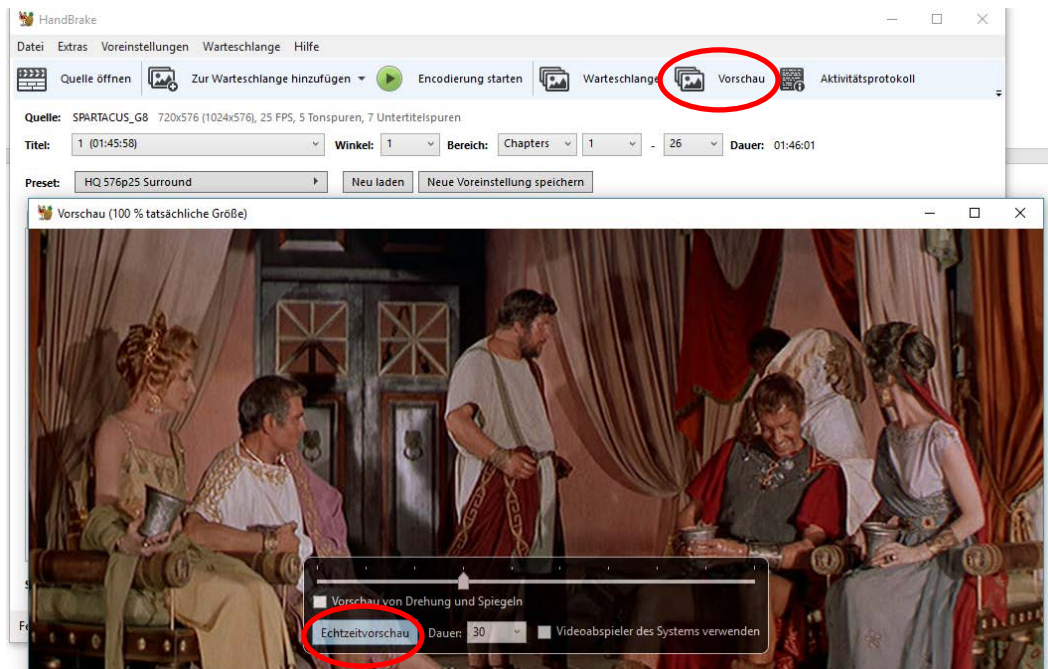 HandBrake
Datei Extras Voreinstellungen Warteschlange Hilfe
Quelle öffnen Zur Warteschlange hinzufügen Encodierung starten Warteschlange Vorschau Aktivitätsprotokoll
Quelle: SPARTACUS_G8 720x576 (1024x576), 25 FPS, 5 Tonspuren, 7 Untertitelspuren
Titel: 1 (01:45:58) Winkel: 1 Bereich: Chapters 1 - 26 Dauer: 01:46:01
Preset: HQ 576p25 Surround Neu laden Neue Voreinstellung speichern
Vorschau (100 % tatsächliche Größe)
Vorschau von Drehung und Spiegeln
Echtzeitvorschau Dauer: 30 Videoabspieler des Systems verwenden